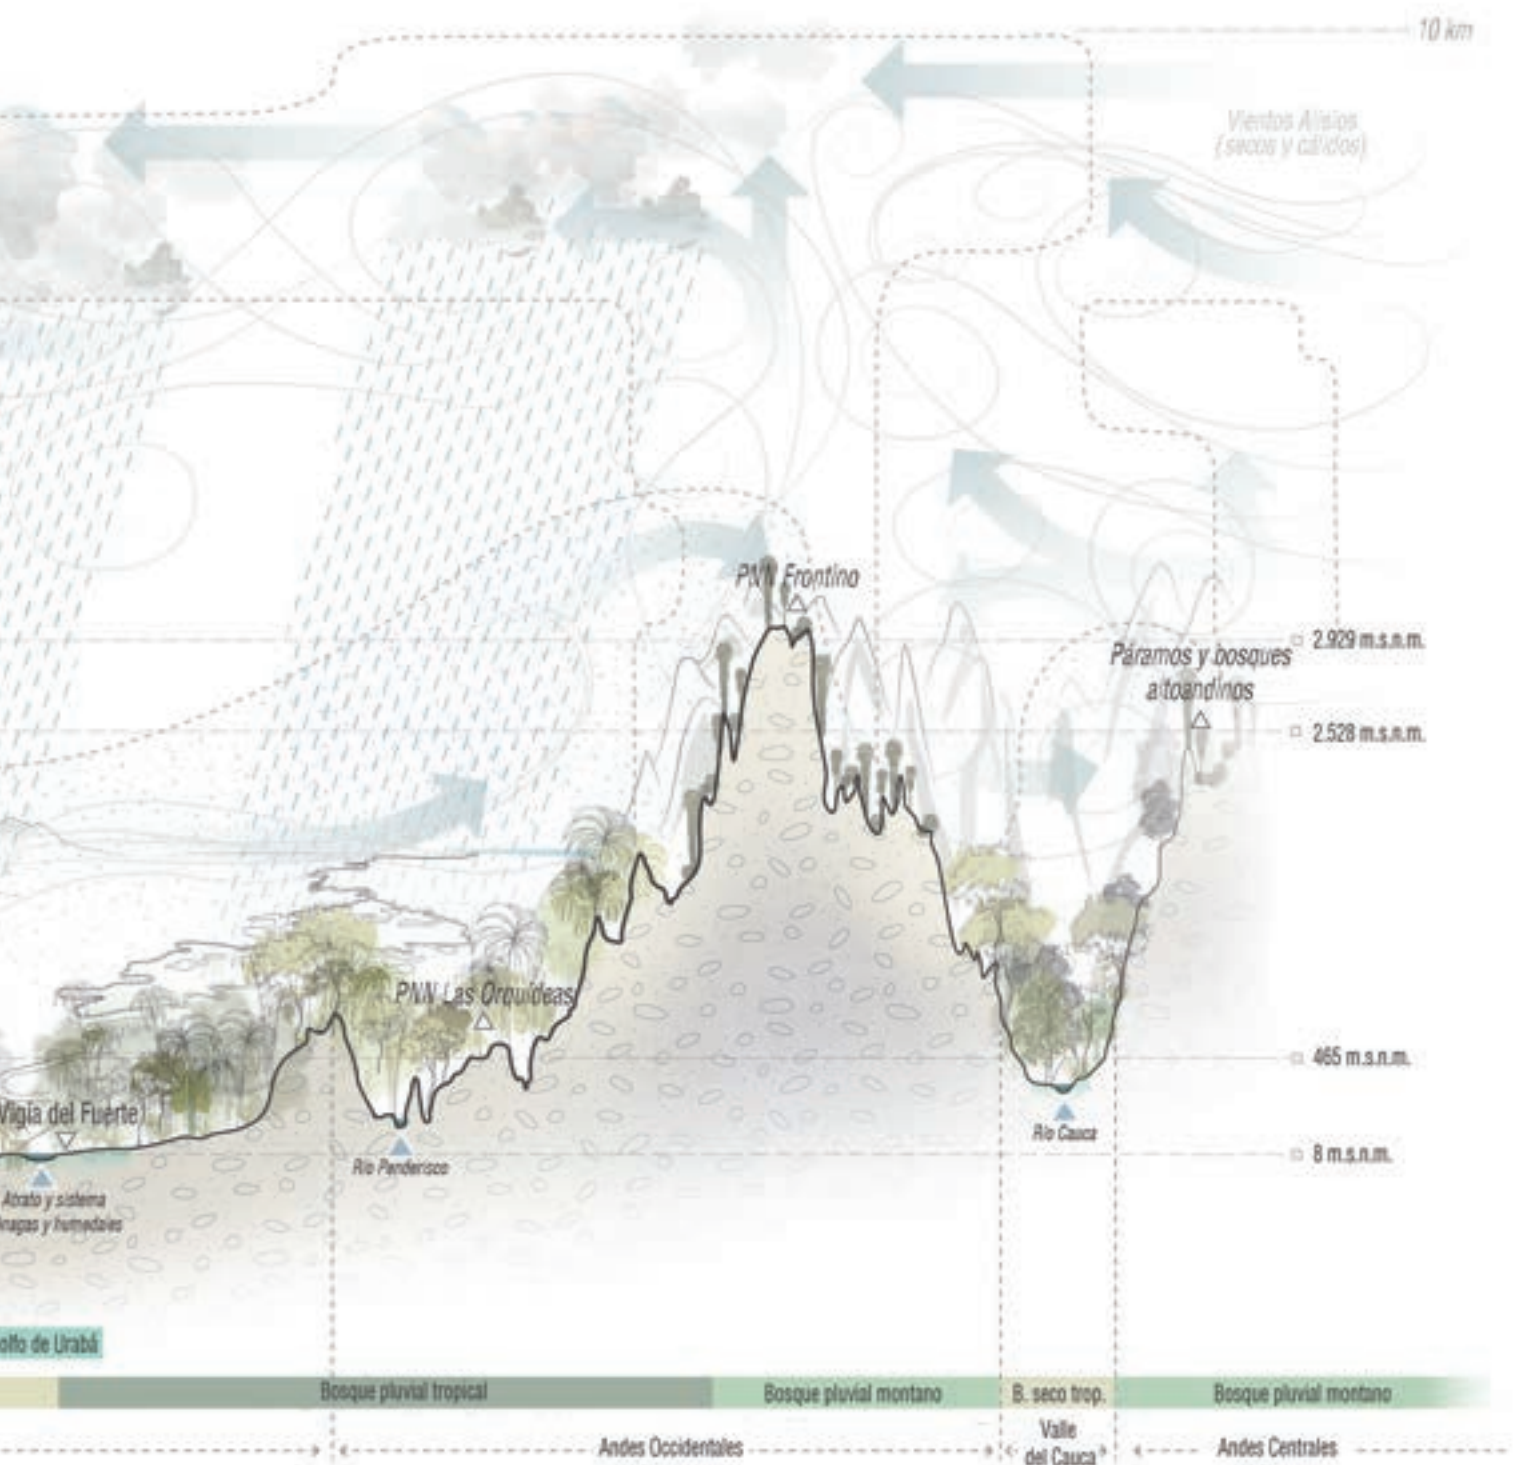 10 km
Vientos Alisios
(secos y cálidos)
PNN Frontino
2.929 m.s.n.m.
Páramos y bosques
altoandinos
2.528 m.s.n.m.
PNN Las Orquídeas
465 m.s.n.m.
Vigía del Fuerte
Río Cauca
8 m.s.n.m.
Río Penderisco
Atrato y sistema
nagas y humedales
olfo de Urabá
Bosque pluvial tropical
Bosque pluvial montano
B. seco trop.
Bosque pluvial montano
Andes Occidentales
Valle
del Cauca
Andes Centrales